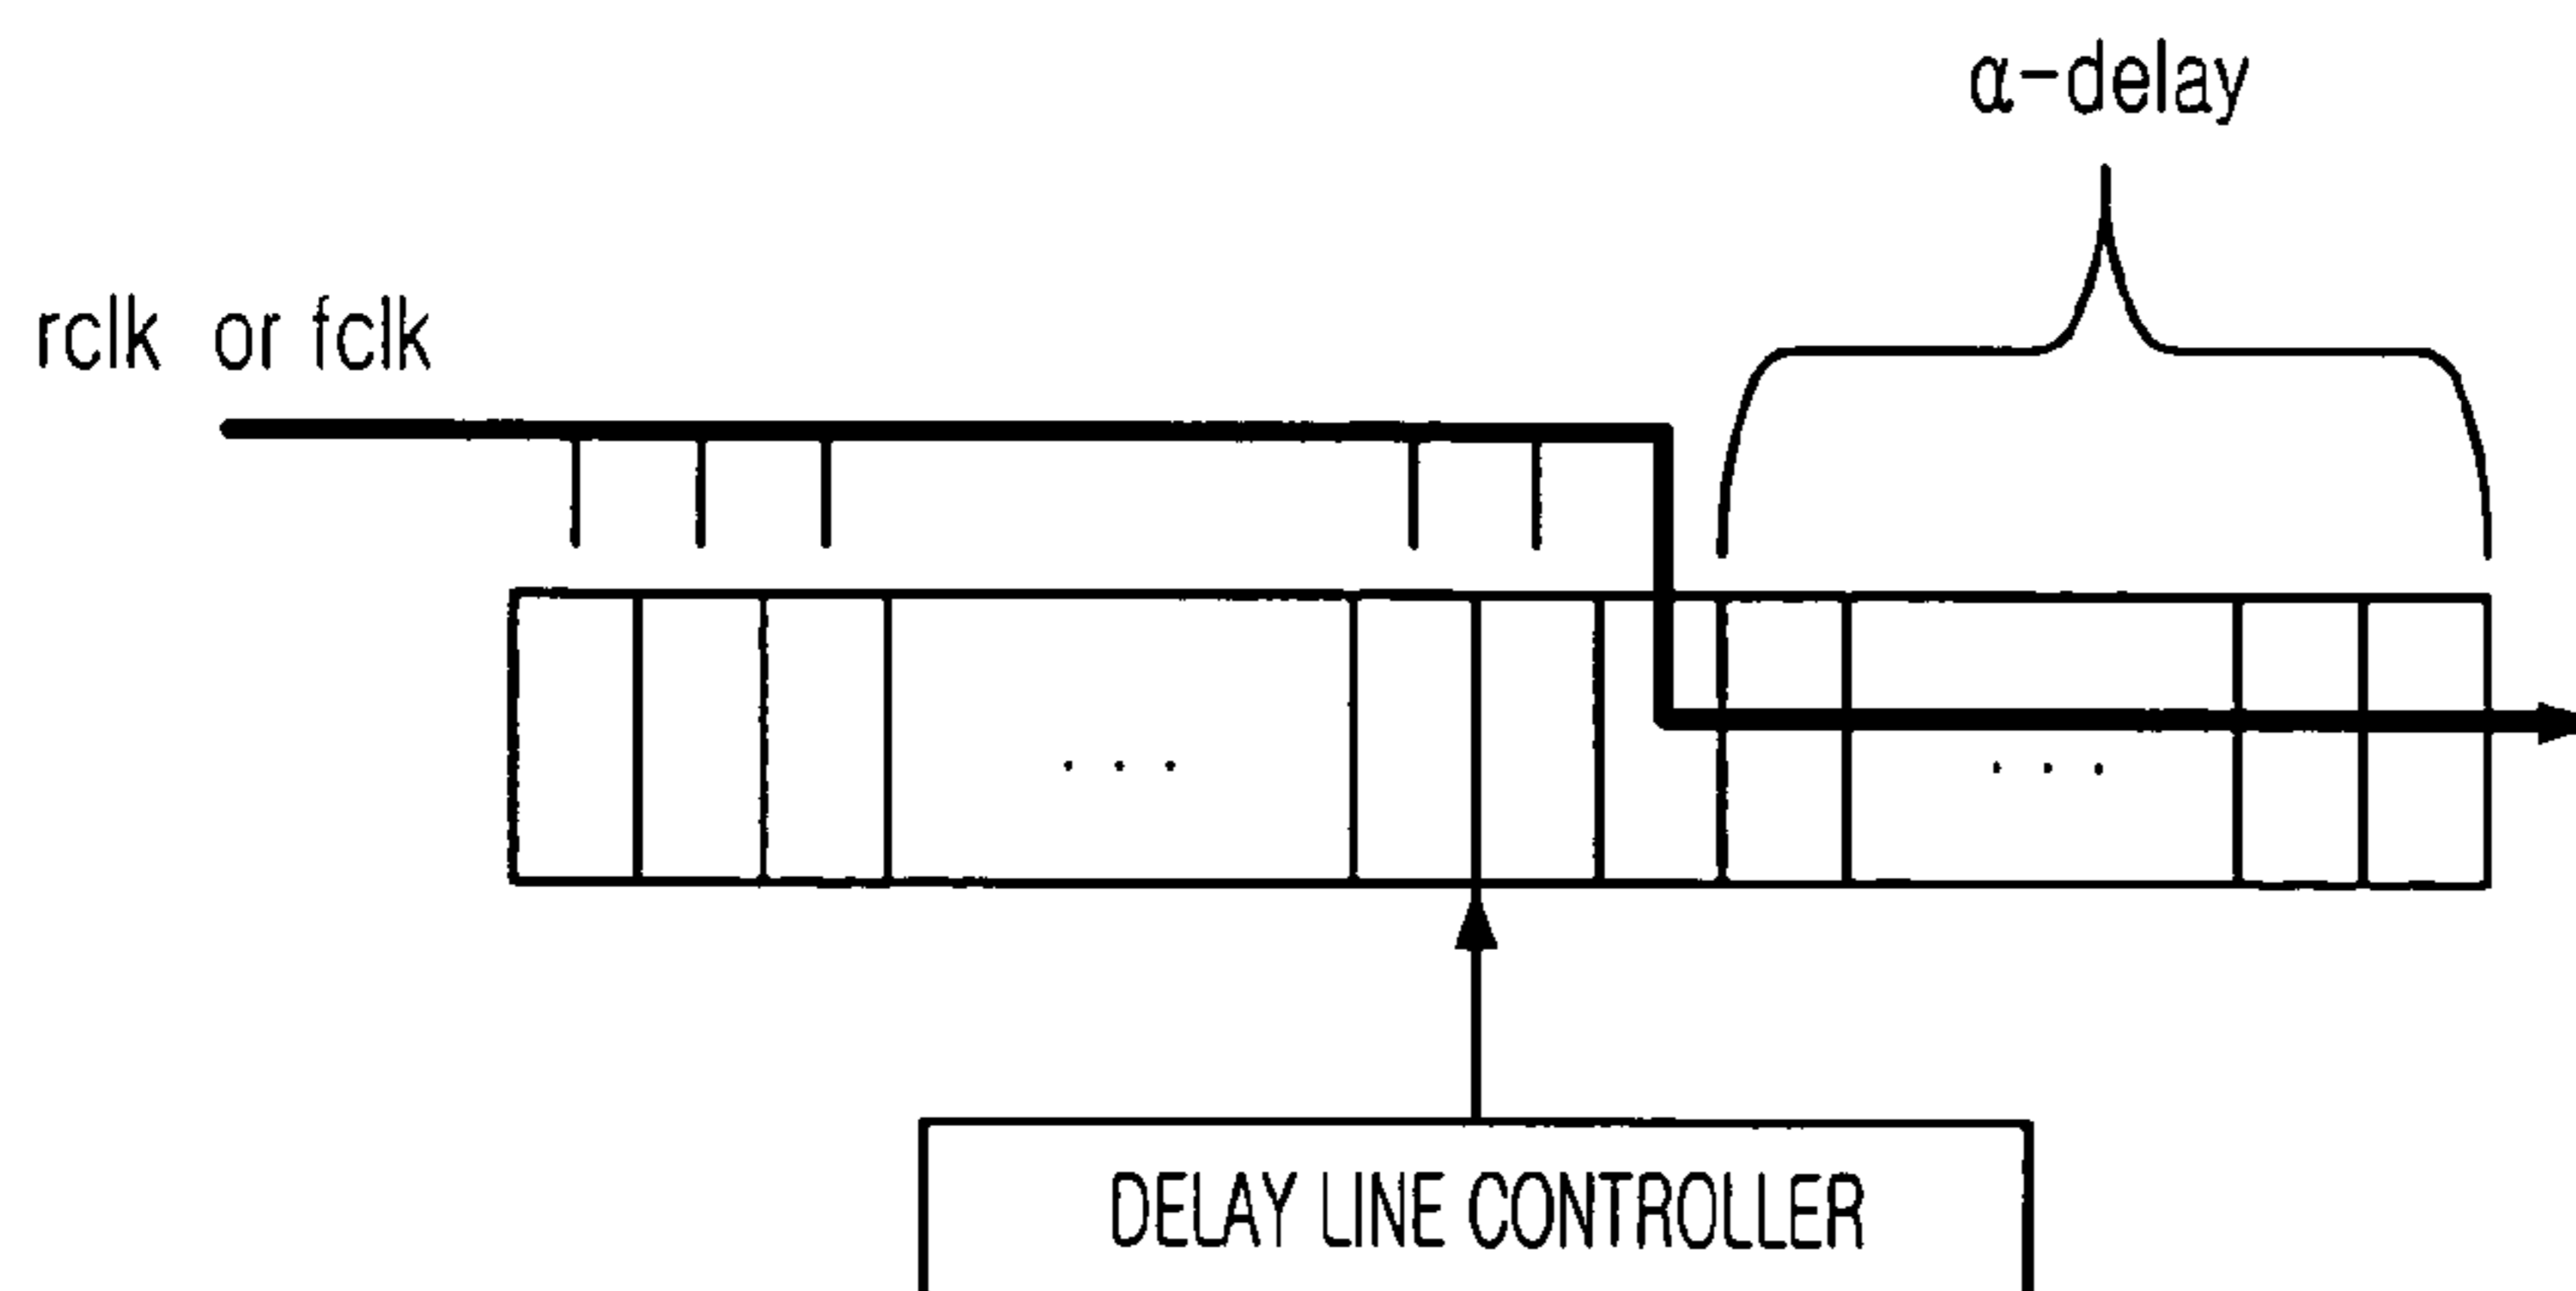 α-delay
rclk or fclk
. . .
. . .
DELAY LINE CONTROLLER